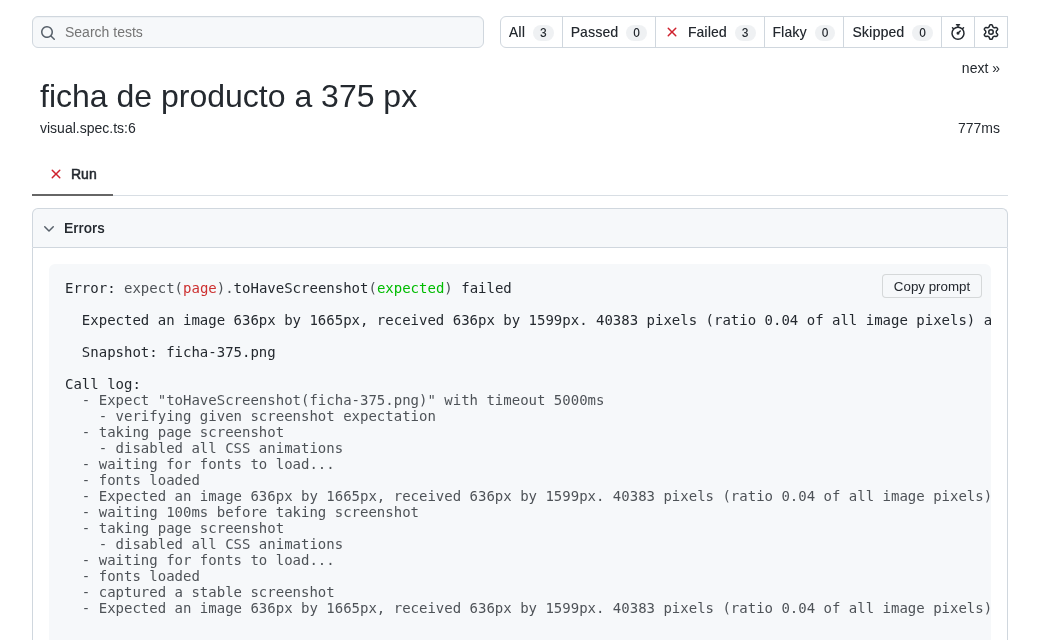 Search tests
All 3 Passed 0 Failed 3 Flaky 0 Skipped 0
next »
ficha de producto a 375 px
visual.spec.ts:6 777ms
Run
Errors
Copy prompt
Error: expect(page).toHaveScreenshot(expected) failed
Expected an image 636px by 1665px, received 636px by 1599px. 40383 pixels (ratio 0.04 of all image pixels) a
Snapshot: ficha-375.png
Call log:
- Expect "toHaveScreenshot(ficha-375.png)" with timeout 5000ms
- verifying given screenshot expectation
- taking page screenshot
- disabled all CSS animations
- waiting for fonts to load...
- fonts loaded
- Expected an image 636px by 1665px, received 636px by 1599px. 40383 pixels (ratio 0.04 of all image pixels)
- waiting 100ms before taking screenshot
- taking page screenshot
- disabled all CSS animations
- waiting for fonts to load...
- fonts loaded
- captured a stable screenshot
- Expected an image 636px by 1665px, received 636px by 1599px. 40383 pixels (ratio 0.04 of all image pixels)